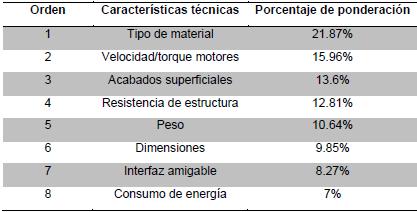 Orden Características técnicas Porcentaje de ponderación
1 Tipo de material 21.87%
2 Velocidad/torque motores 15.96%
3 Acabados superficiales 13.6%
4 Resistencia de estructura 12.81%
5 Peso 10.64%
6 Dimensiones 9.85%
7 Interfaz amigable 8.27%
8 Consumo de energía 7%